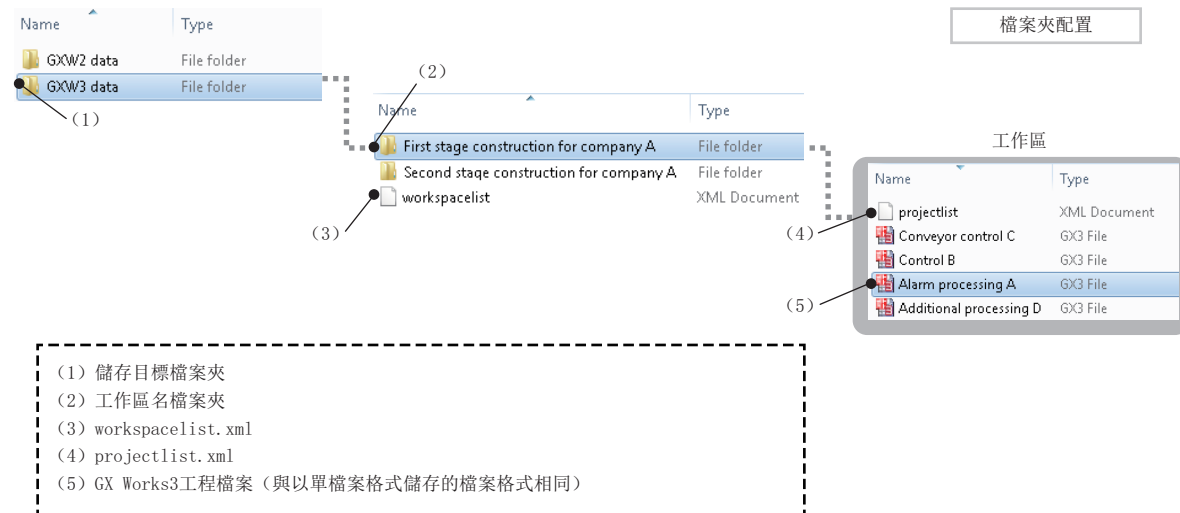 檔案夾配置
Name Type
GXW2 data File folder
GXW3 data File folder
(1)
(2)
Name Type
First stage construction for company A File folder
Second stage construction for company A File folder
workspacelist XML Document
(3)
工作區
Name Type
projectlist XML Document
Conveyor control C GX3 File
Control B GX3 File
Alarm processing A GX3 File
Additional processing D GX3 File
(4)
(5)
(1) 儲存目標檔案夾
(2) 工作區名檔案夾
(3) workspacelist.xml
(4) projectlist.xml
(5) GX Works3工程檔案（與以單檔案格式儲存的檔案格式相同）